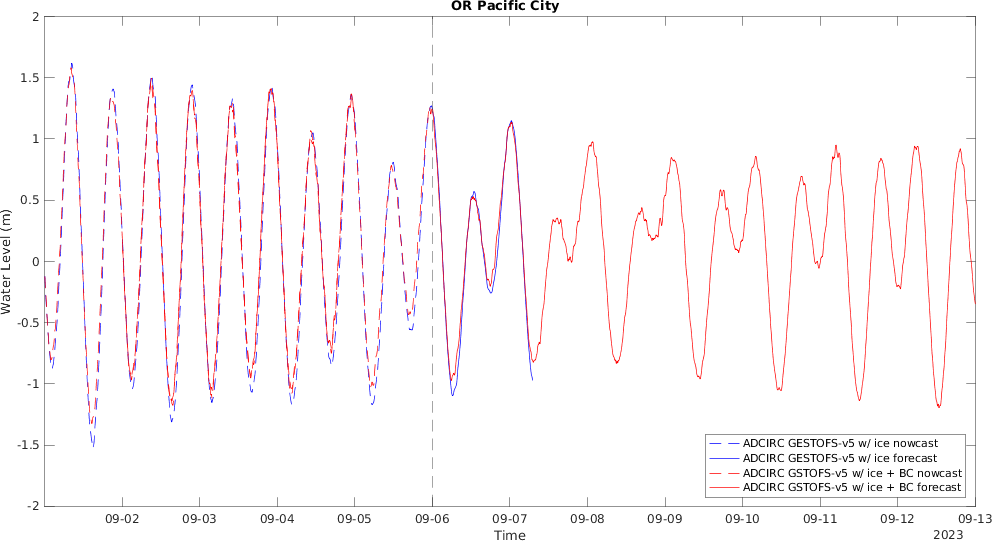 OR Pacific City
2
1.5
1
0.5
0
-0.5
-1
-1.5
-2
Water Level (m)
ADCIRC GESTOFS-v5 w/ ice nowcast
ADCIRC GESTOFS-v5 w/ ice forecast
ADCIRC GSTOFS-v5 w/ ice + BC nowcast
ADCIRC GSTOFS-v5 w/ ice + BC forecast
09-02 09-03 09-04 09-05 09-06 09-07 09-08 09-09 09-10 09-11 09-12 09-13
Time
2023